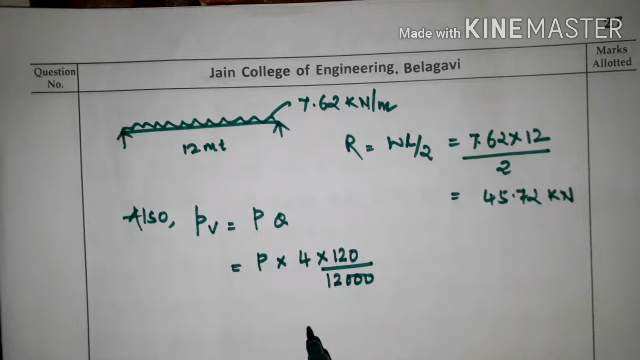 Made with KINEMASTER
Question No.
Jain College of Engineering, Belagavi
Marks Allotted
7.62 KN/m
12 mt
R = WL/2 = 7.62 × 12 / 2
= 45.72 KN
Also, Pv = P θ
= P × 4 × 120 / 12000